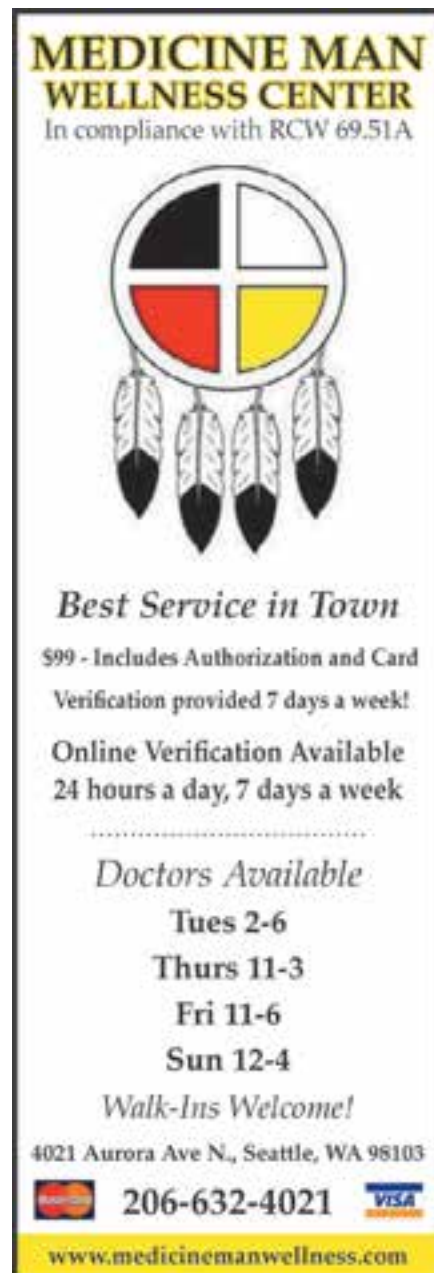 MEDICINE MAN
WELLNESS CENTER
In compliance with RCW 69.51A
Best Service in Town
$99 - Includes Authorization and Card
Verification provided 7 days a week!
Online Verification Available
24 hours a day, 7 days a week
Doctors Available
Tues 2-6
Thurs 11-3
Fri 11-6
Sun 12-4
Walk-Ins Welcome!
4021 Aurora Ave N., Seattle, WA 98103
MasterCard 206-632-4021 VISA
www.medicinemanwellness.com